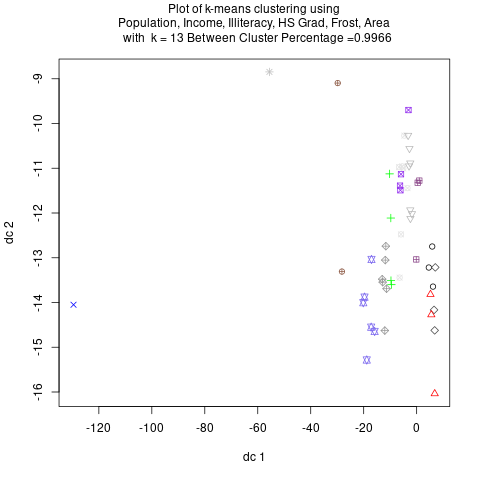 Plot of k-means clustering using
Population, Income, Illiteracy, HS Grad, Frost, Area
with k = 13 Between Cluster Percentage =0.9966
-9
-10
-11
-12
-13
-14
-15
-16
dc 2
-120 -100 -80 -60 -40 -20 0
dc 1